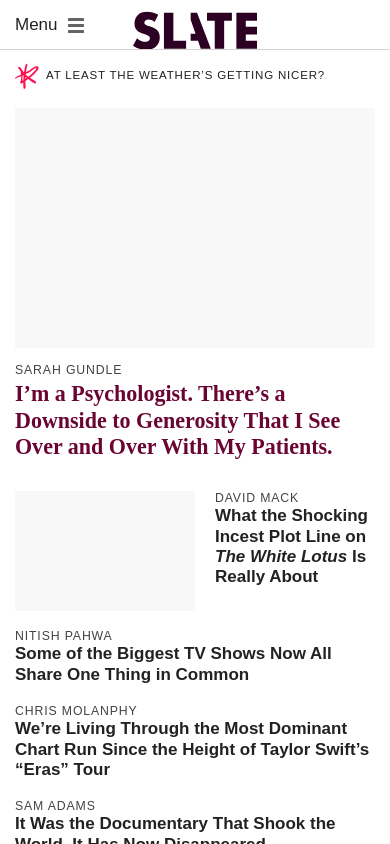 Menu
SLATE
AT LEAST THE WEATHER’S GETTING NICER?
SARAH GUNDLE
I’m a Psychologist. There’s a
Downside to Generosity That I See
Over and Over With My Patients.
DAVID MACK
What the Shocking
Incest Plot Line on
The White Lotus Is
Really About
NITISH PAHWA
Some of the Biggest TV Shows Now All
Share One Thing in Common
CHRIS MOLANPHY
We’re Living Through the Most Dominant
Chart Run Since the Height of Taylor Swift’s
“Eras” Tour
SAM ADAMS
It Was the Documentary That Shook the
World. It Has Now Disappeared.